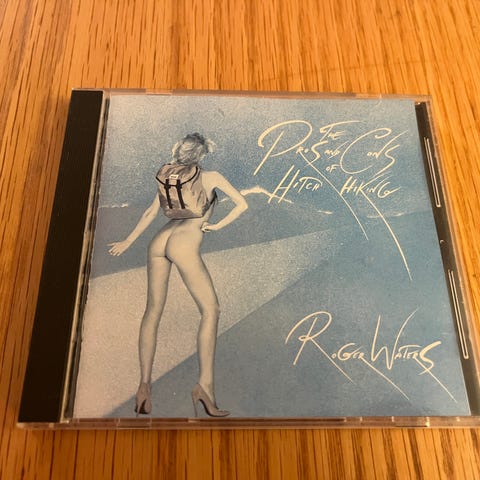 THE
PROS AND CONS
OF
HITCH HIKING
ROGER WATERS